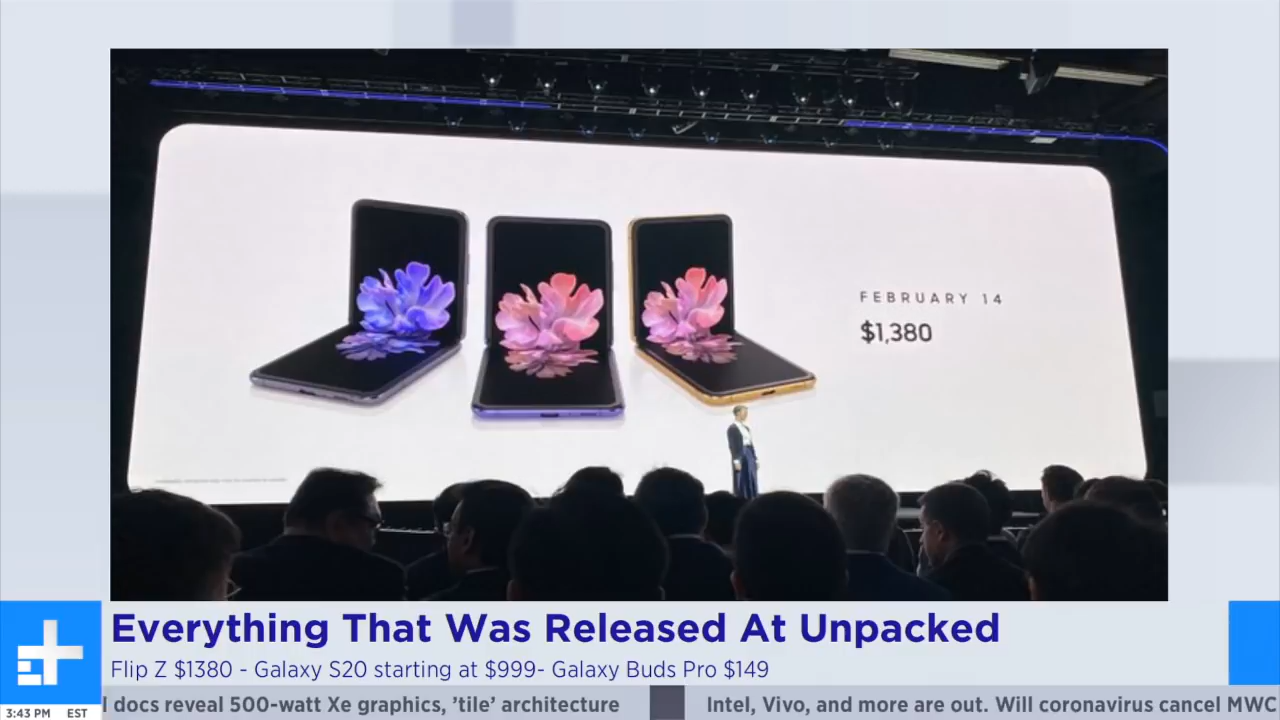 FEBRUARY 14
$1,380
Everything That Was Released At Unpacked
Flip Z $1380 - Galaxy S20 starting at $999- Galaxy Buds Pro $149
l docs reveal 500-watt Xe graphics, ’tile’ architecture
Intel, Vivo, and more are out. Will coronavirus cancel MWC
3:43 PM EST